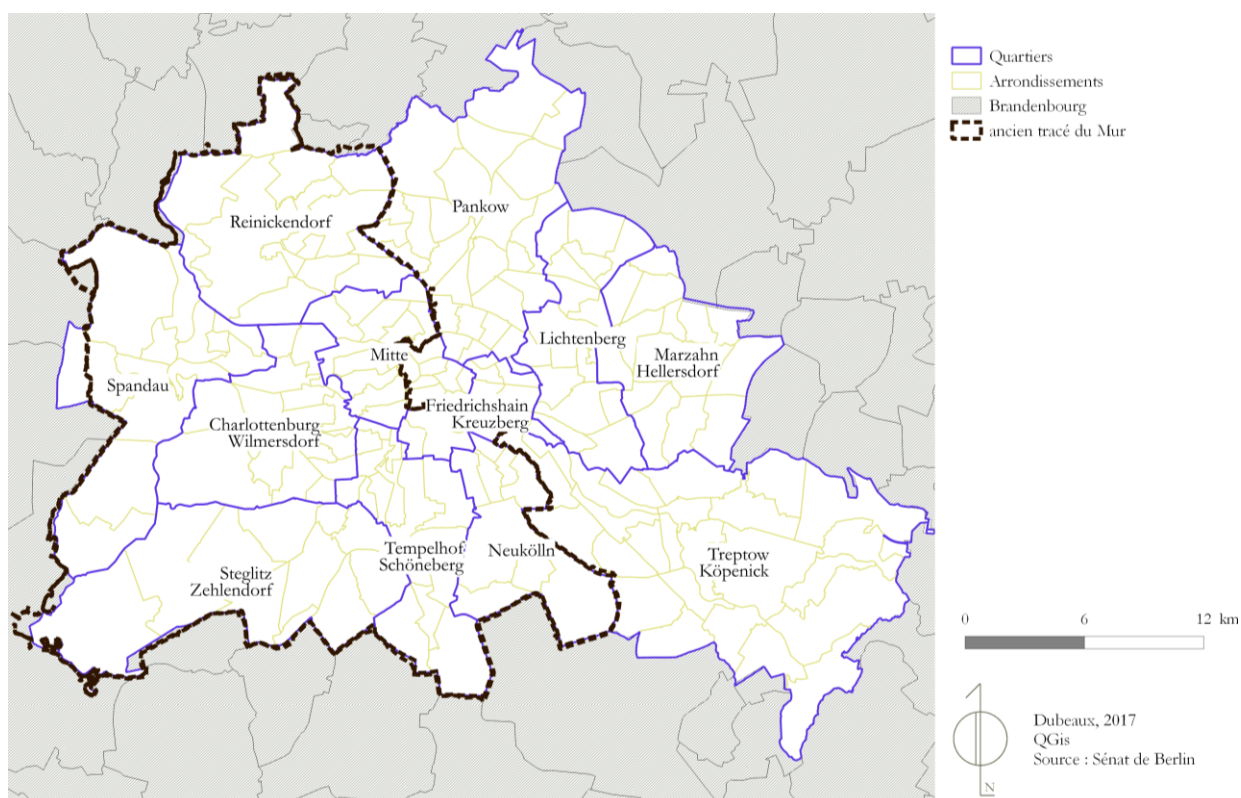 Quartiers
Arrondissements
Brandenbourg
ancien tracé du Mur
Reinickendorf
Pankow
Lichtenberg
Mitte
Marzahn
Hellersdorf
Spandau
Friedrichshain
Kreuzberg
Charlottenburg
Wilmersdorf
Tempelhof
Schöneberg
Neukölln
Treptow
Köpenick
Steglitz
Zehlendorf
0 6 12 km
Dubeaux, 2017
QGis
Source : Sénat de Berlin
N